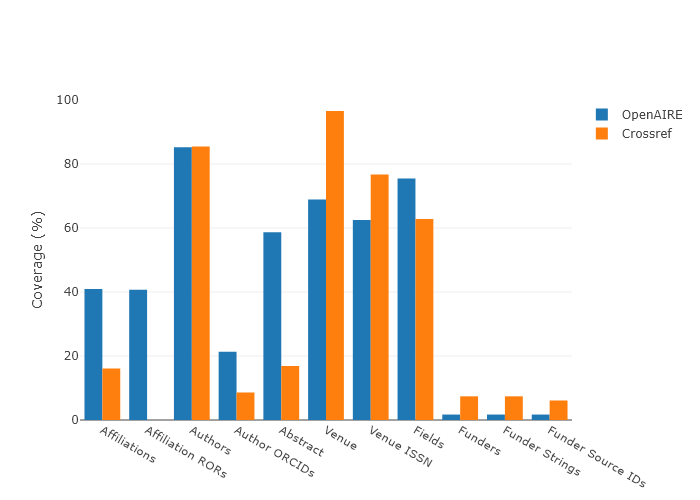 100
80
60
40
20
0
Coverage (%)
OpenAIRE
Crossref
Affiliations
Affiliation RORs
Authors
Author ORCIDs
Abstract
Venue
Venue ISSN
Fields
Funders
Funder Strings
Funder Source IDs